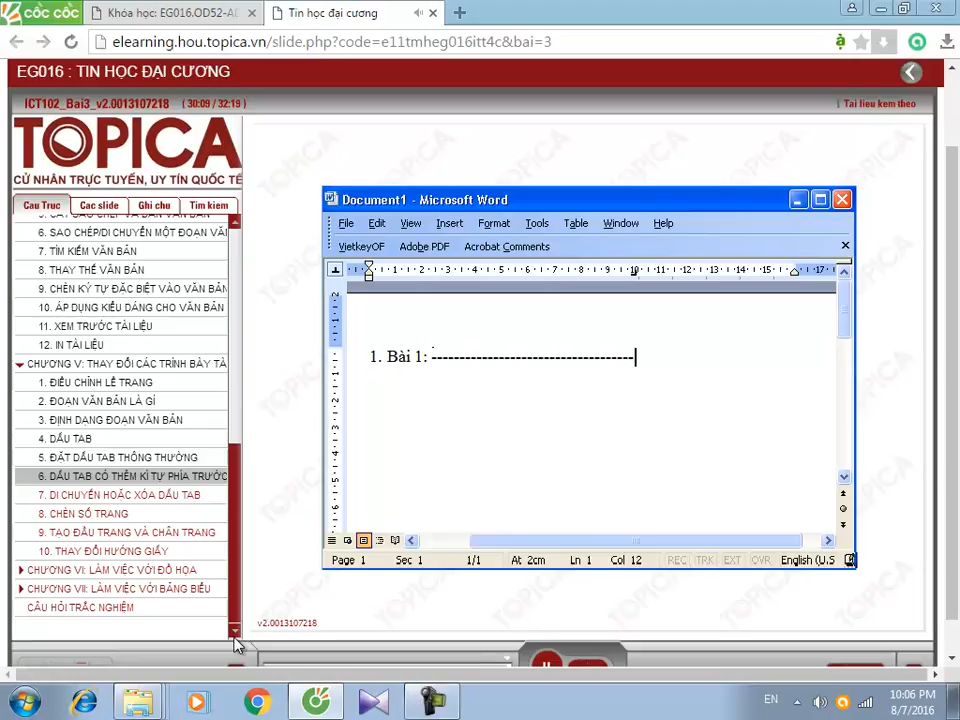 CỐC CỐC
Khóa học: EG016.OD52-AD
Tin học đại cương
elearning.hou.topica.vn/slide.php?code=e11tmheg016itt4c&bai=3
EG016 : TIN HỌC ĐẠI CƯƠNG
ICT102_Bai3_v2.0013107218 ( 30:09 / 32:19 )
Tai lieu kem theo
TOPICA
CỬ NHÂN TRỰC TUYẾN, UY TÍN QUỐC TẾ
Cau Truc Cac slide Ghi chu Tim kiem
6. SAO CHÉP/DI CHUYỂN MỘT ĐOẠN VĂ
7. TÌM KIẾM VĂN BẢN
8. THAY THẾ VĂN BẢN
9. CHÈN KÝ TỰ ĐẶC BIỆT VÀO VĂN BẢN
10. ÁP DỤNG KIỂU DÁNG CHO VĂN BẢN
11. XEM TRƯỚC TÀI LIỆU
12. IN TÀI LIỆU
CHƯƠNG V: THAY ĐỔI CÁC TRÌNH BÀY TÀ
1. ĐIỀU CHỈNH LỀ TRANG
2. ĐOẠN VĂN BẢN LÀ GÌ
3. ĐỊNH DẠNG ĐOẠN VĂN BẢN
4. DẤU TAB
5. ĐẶT DẤU TAB THÔNG THƯỜNG
6. DẤU TAB CÓ THÊM KÍ TỰ PHÍA TRƯỚC
7. DI CHUYỂN HOẶC XÓA DẤU TAB
8. CHÈN SỐ TRANG
9. TẠO ĐẦU TRANG VÀ CHÂN TRANG
10. THAY ĐỔI HƯỚNG GIẤY
CHƯƠNG VI: LÀM VIỆC VỚI ĐỒ HỌA
CHƯƠNG VII: LÀM VIỆC VỚI BẢNG BIỂU
CÂU HỎI TRẮC NGHIỆM
Document1 - Microsoft Word
File Edit View Insert Format Tools Table Window Help
VietkeyOF Adobe PDF Acrobat Comments
1. Bài 1: -----------------------------------
Page 1 Sec 1 1/1 At 2cm Ln 1 Col 12 REC TRK EXT OVR English (U.S
v2.0013107218
EN
10:06 PM
8/7/2016